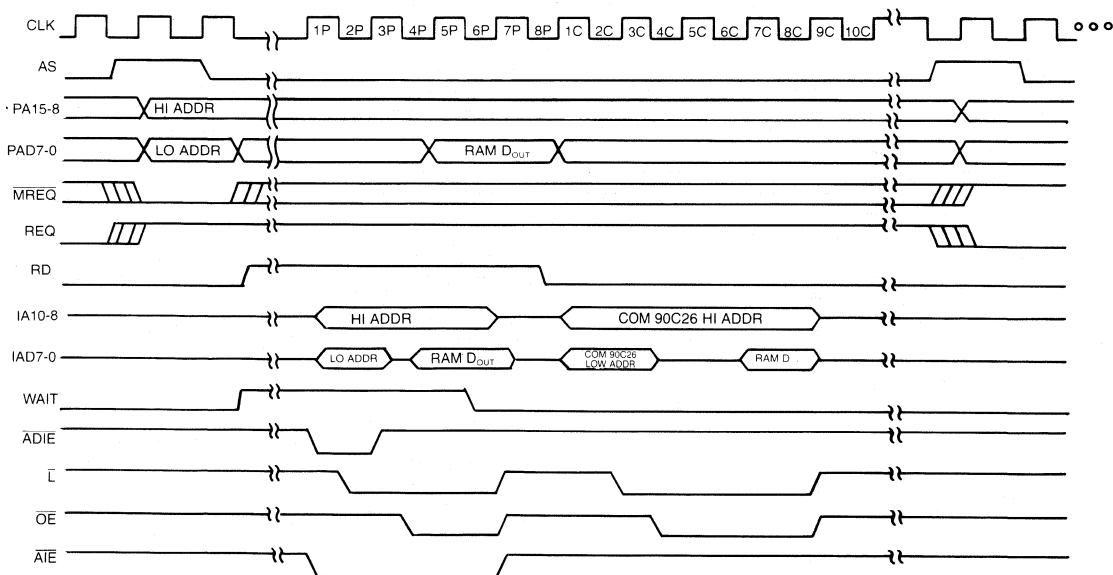 CLK 1P 2P 3P 4P 5P 6P 7P 8P 1C 2C 3C 4C 5C 6C 7C 8C 9C 10C
AS
PA15-8 HI ADDR
PAD7-0 LO ADDR RAM DOUT
MREQ
REQ
RD
IA10-8 HI ADDR COM 90C26 HI ADDR
IAD7-0 LO ADDR RAM DOUT COM 90C26 LOW ADDR RAM D
WAIT
ADIE
L
OE
AIE